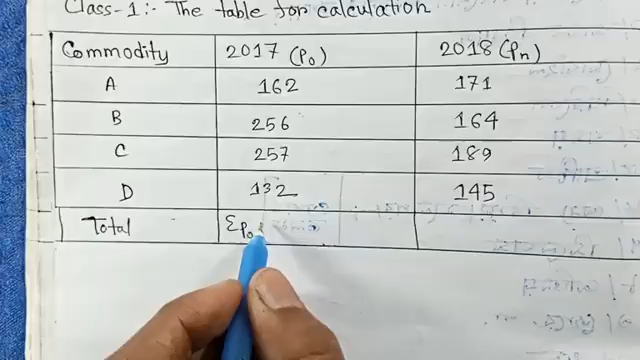 Class-1:- The table for calculation
Commodity 2017 (P₀) 2018 (Pₙ)
A 162 171
B 256 164
C 257 189
D 132 145
Total ΣP₀